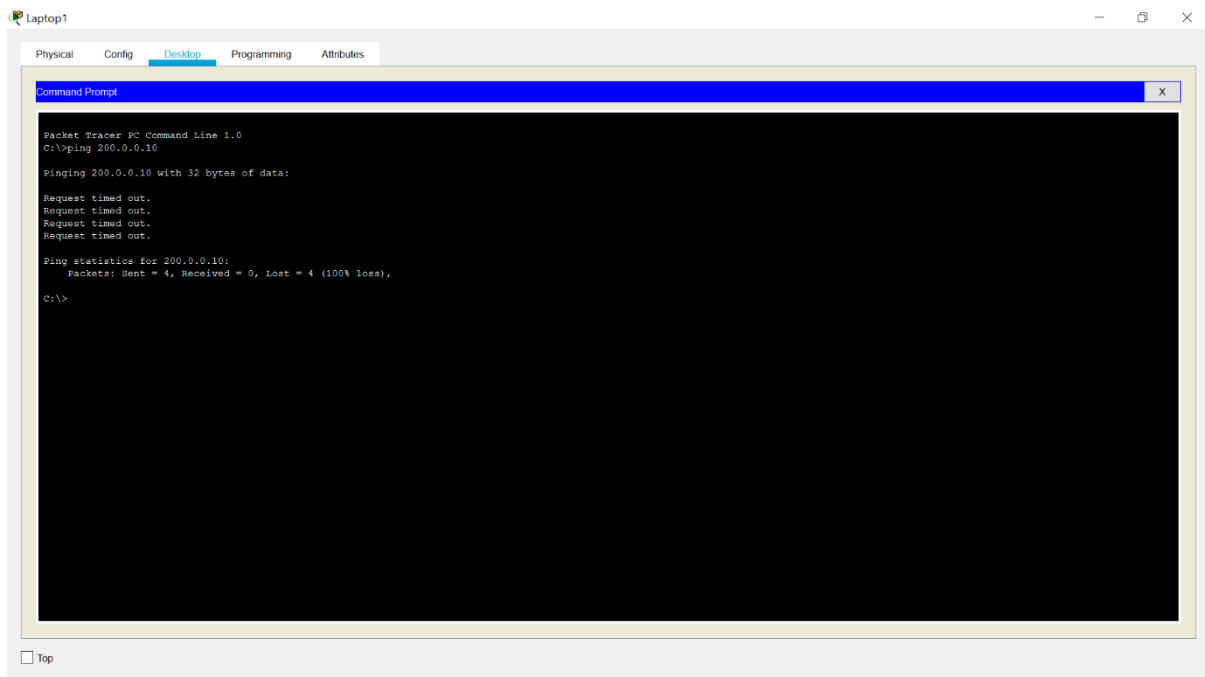 Laptop1
Physical Config Desktop Programming Attributes
Command Prompt X
Packet Tracer PC Command Line 1.0
C:\>ping 200.0.0.10
Pinging 200.0.0.10 with 32 bytes of data:
Request timed out.
Request timed out.
Request timed out.
Request timed out.
Ping statistics for 200.0.0.10:
Packets: Sent = 4, Received = 0, Lost = 4 (100% loss),
C:\>
Top